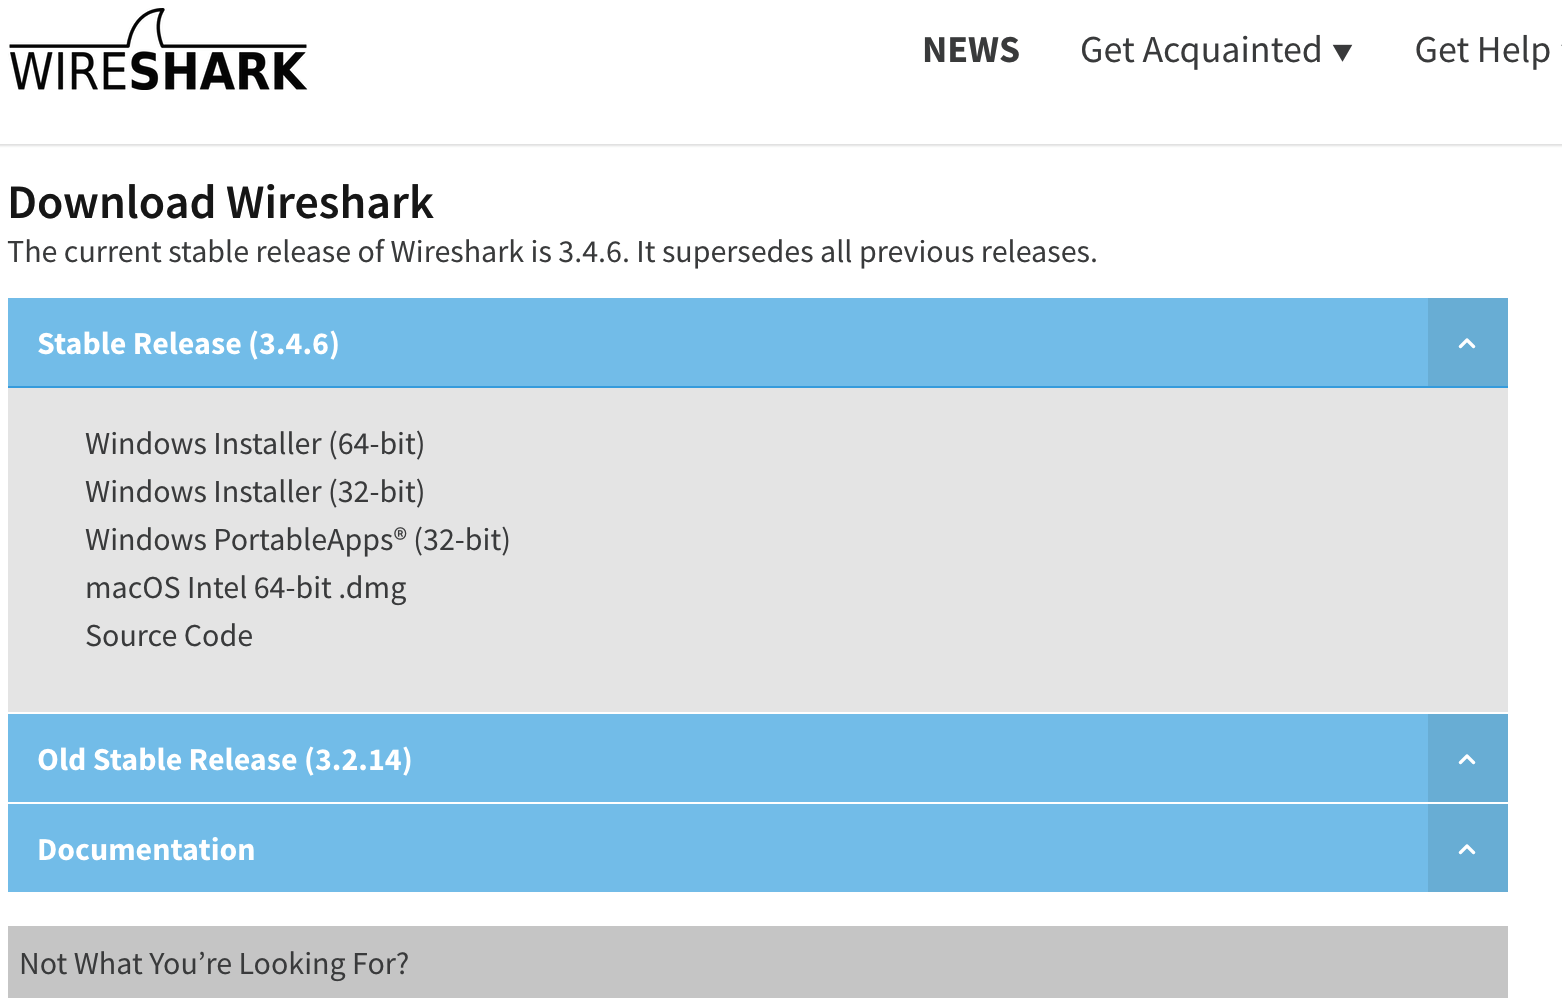 WIRESHARK
NEWS Get Acquainted ▼ Get Help
Download Wireshark
The current stable release of Wireshark is 3.4.6. It supersedes all previous releases.
Stable Release (3.4.6)
Windows Installer (64-bit)
Windows Installer (32-bit)
Windows PortableApps® (32-bit)
macOS Intel 64-bit .dmg
Source Code
Old Stable Release (3.2.14)
Documentation
Not What You’re Looking For?